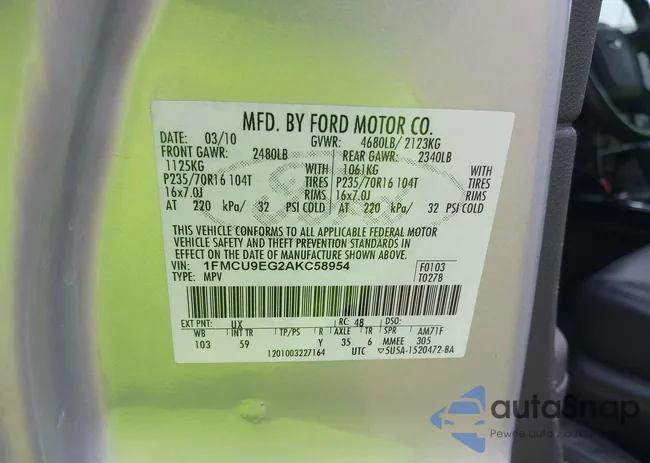 MFD. BY FORD MOTOR CO.
DATE: 03/10 GVWR: 4680LB/ 2123KG
FRONT GAWR: 2480LB REAR GAWR: 2340LB
1125KG WITH 1061KG WITH
P235/70R16 104T TIRES P235/70R16 104T TIRES
16x7.0J RIMS 16x7.0J RIMS
AT 220 kPa/ 32 PSI COLD AT 220 kPa/ 32 PSI COLD
THIS VEHICLE CONFORMS TO ALL APPLICABLE FEDERAL MOTOR
VEHICLE SAFETY AND THEFT PREVENTION STANDARDS IN
EFFECT ON THE DATE OF MANUFACTURE SHOWN ABOVE.
VIN: 1FMCU9EG2AKC58954 F0103
TYPE: MPV T0278
EXT PNT: UX RC: 48 DSO:
WB INT TR TP/PS R AXLE TR SPR AM71F
103 59 Y 35 6 MMEE 305
1201003227164 UTC 5U5A-1520472-BA
autoSnap
Pewne auto z